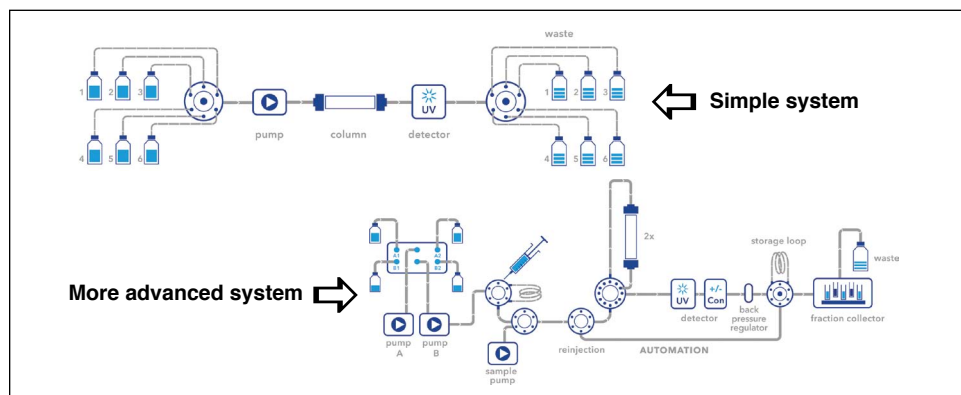 waste
1 2 3
1 2 3
Simple system
UV
pump column detector
4 5 6
4 5 6
2x
storage loop
A1 A2
B1 B2
waste
More advanced system
UV
+/-
Con
detector
back
pressure
regulator
fraction collector
pump
A
pump
B
reinjection
AUTOMATION
sample
pump